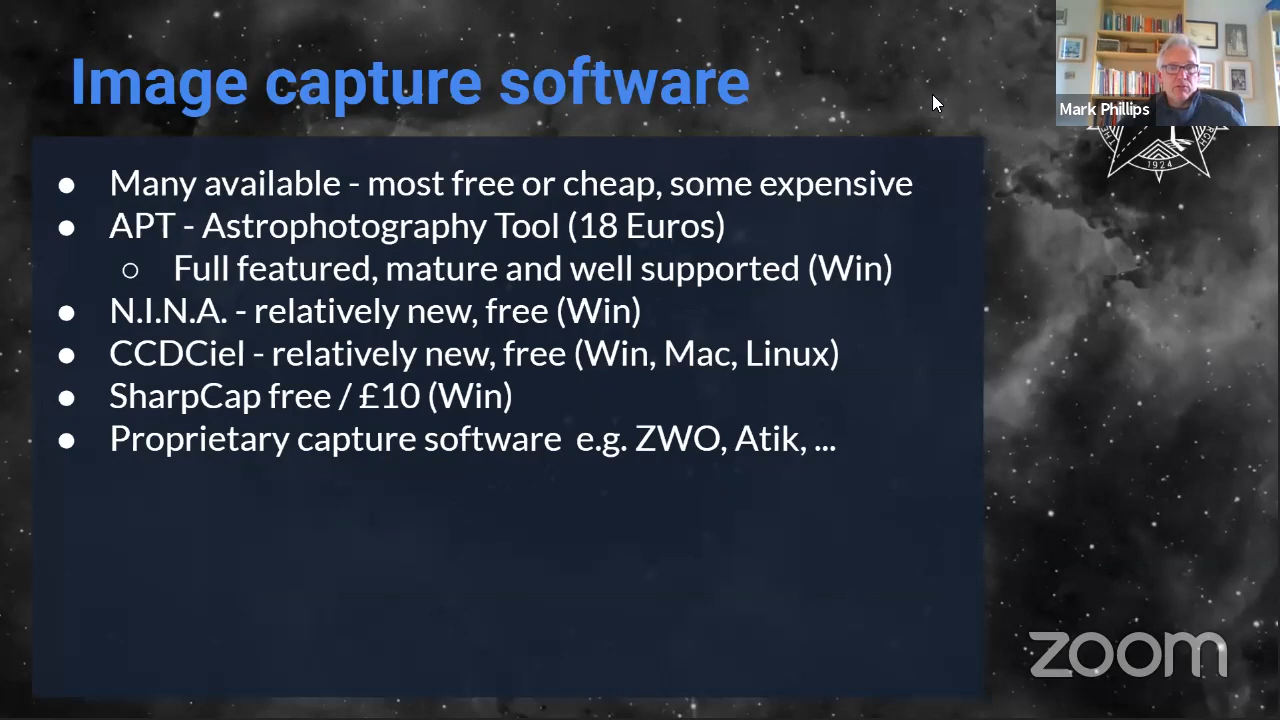 Image capture software
Mark Phillips
1924
● Many available - most free or cheap, some expensive
● APT - Astrophotography Tool (18 Euros)
○ Full featured, mature and well supported (Win)
● N.I.N.A. - relatively new, free (Win)
● CCDCiel - relatively new, free (Win, Mac, Linux)
● SharpCap free / £10 (Win)
● Proprietary capture software  e.g. ZWO, Atik, ...
zoom